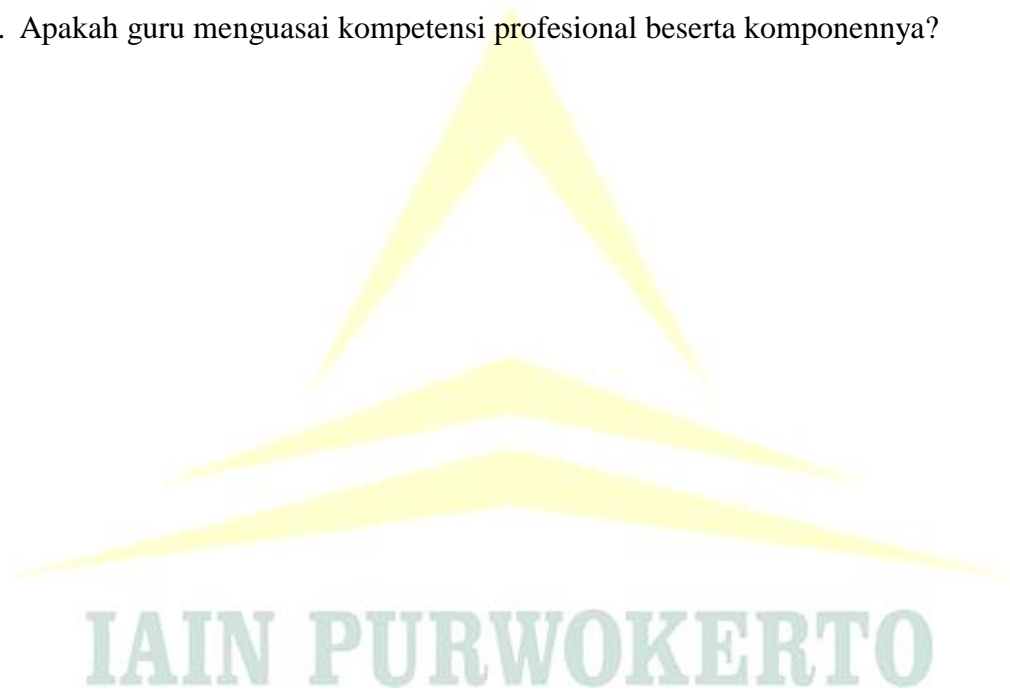 . Apakah guru menguasai kompetensi profesional beserta komponennya?
IAIN PURWOKERTO